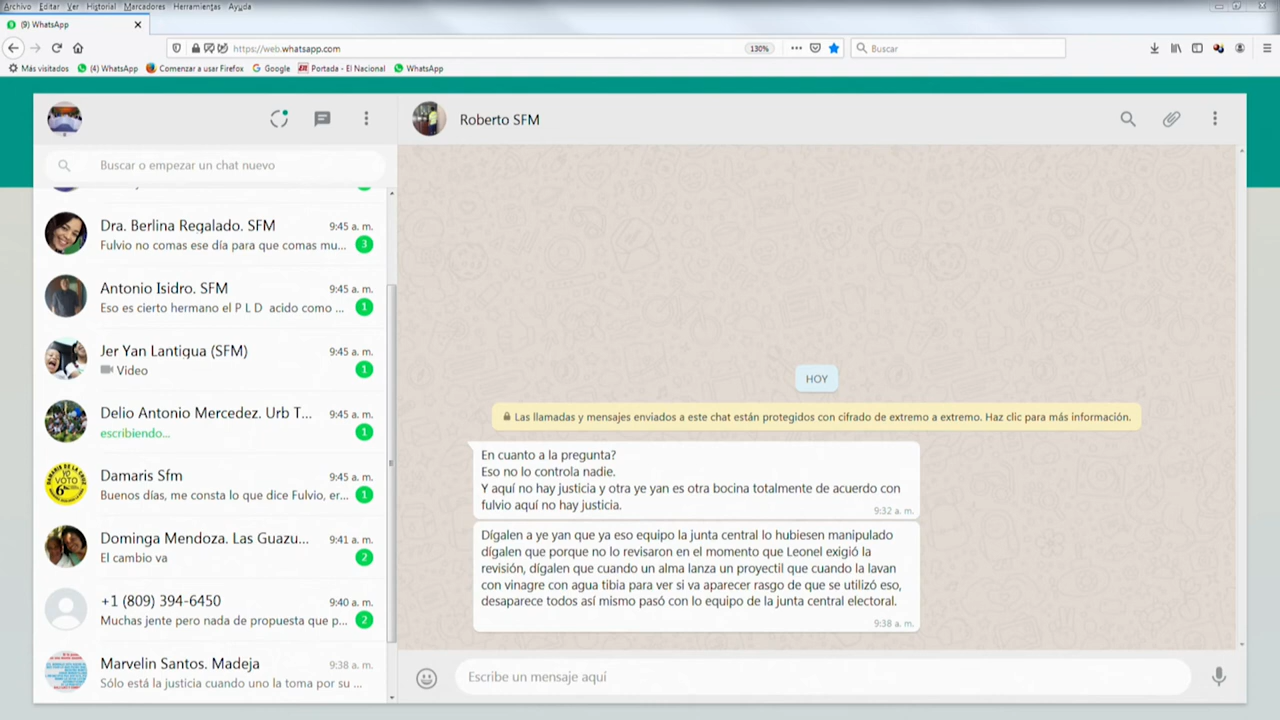 Archivo Editar Ver Historial Marcadores Herramientas Ayuda
(9) WhatsApp
https://web.whatsapp.com
130%
Buscar
Más visitados
(4) WhatsApp
Comenzar a usar Firefox
Google
Portada - El Nacional
WhatsApp
Buscar o empezar un chat nuevo
Dra. Berlina Regalado. SFM 9:45 a. m.
Fulvio no comas ese día para que comas mu... 3
Antonio Isidro. SFM 9:45 a. m.
Eso es cierto hermano el P L D acido como ... 1
Jer Yan Lantigua (SFM) 9:45 a. m.
Video 1
Delio Antonio Mercedez. Urb T... 9:45 a. m.
escribiendo... 1
Damaris Sfm 9:45 a. m.
Buenos días, me consta lo que dice Fulvio, er... 1
Dominga Mendoza. Las Guazu... 9:41 a. m.
El cambio va 2
+1 (809) 394-6450 9:40 a. m.
Muchas jente pero nada de propuesta que p... 2
Marvelin Santos. Madeja 9:38 a. m.
Sólo está la justicia cuando uno la toma por su ...
Roberto SFM
HOY
Las llamadas y mensajes enviados a este chat están protegidos con cifrado de extremo a extremo. Haz clic para más información.
En cuanto a la pregunta?
Eso no lo controla nadie.
Y aquí no hay justicia y otra ye yan es otra bocina totalmente de acuerdo con
fulvio aquí no hay justicia.
9:32 a. m.
Dígalen a ye yan que ya eso equipo la junta central lo hubiesen manipulado
dígalen que porque no lo revisaron en el momento que Leonel exigió la
revisión, dígalen que cuando un alma lanza un proyectil que cuando la lavan
con vinagre con agua tibia para ver si va aparecer rasgo de que se utilizó eso,
desaparece todos así mismo pasó con lo equipo de la junta central electoral.
9:38 a. m.
Escribe un mensaje aquí